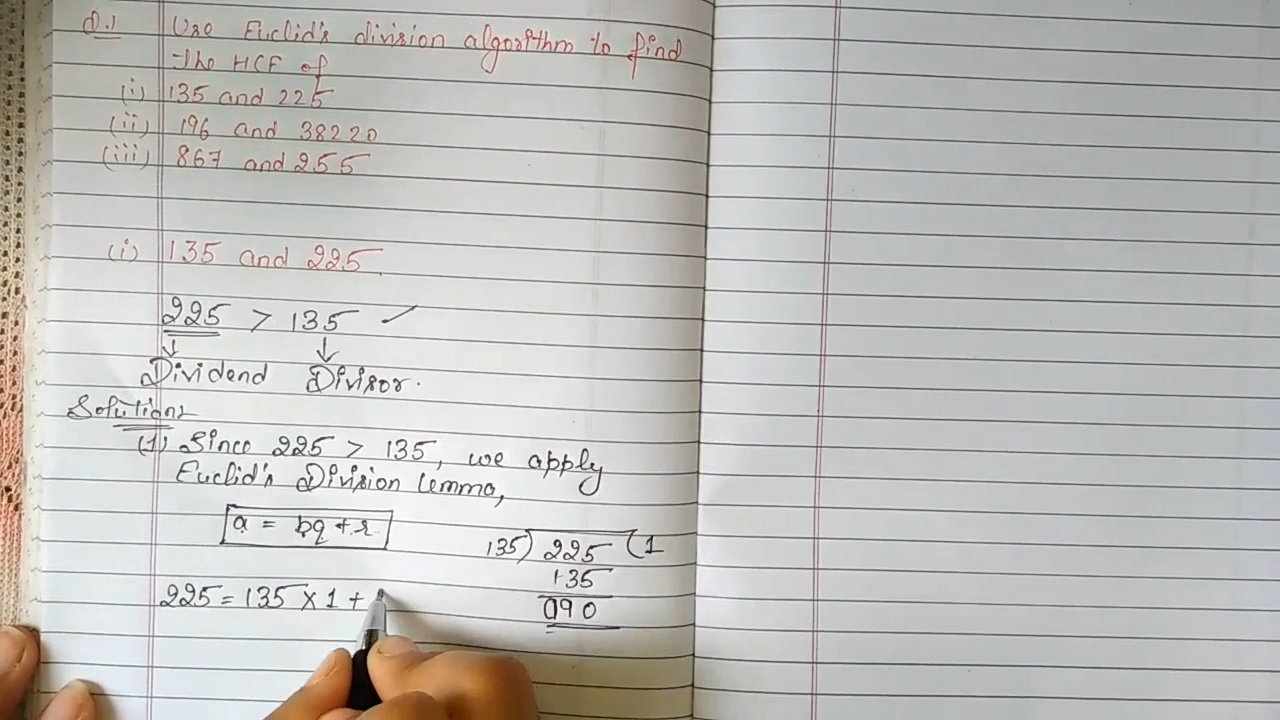 Q.1 Use Euclid's division algorithm to find
the HCF of
(i) 135 and 225
(ii) 196 and 38220
(iii) 867 and 255
(i) 135 and 225
225 > 135 ✓
↓ ↓
Dividend Divisor.
Solutions
(1) Since 225 > 135, we apply
Euclid's Division lemma,
a = bq + r.
135) 225 (1
135
090
225 = 135 × 1 +